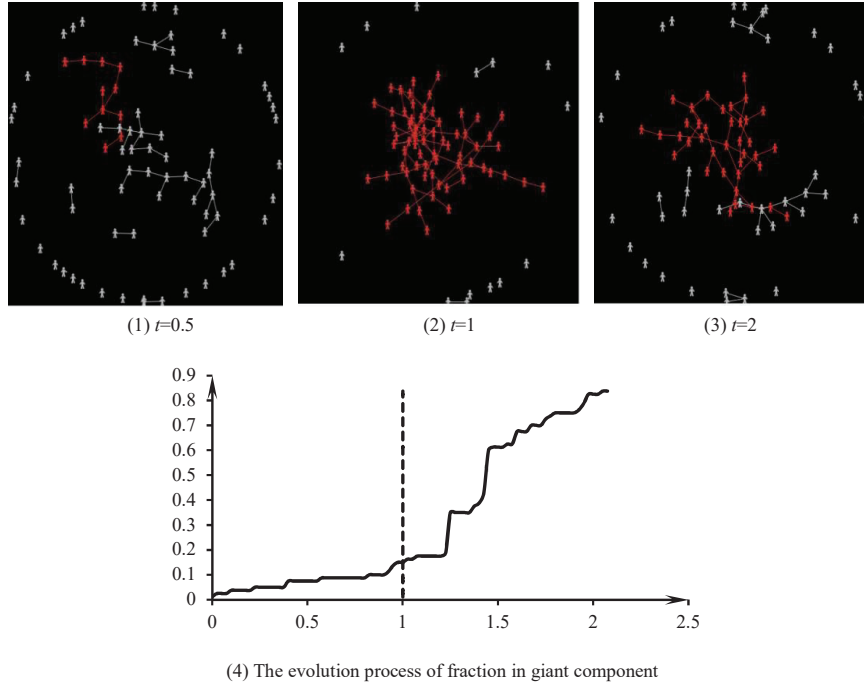 (1) t=0.5
(2) t=1
(3) t=2
0.9
0.8
0.7
0.6
0.5
0.4
0.3
0.2
0.1
0
0 0.5 1 1.5 2 2.5
(4) The evolution process of fraction in giant component